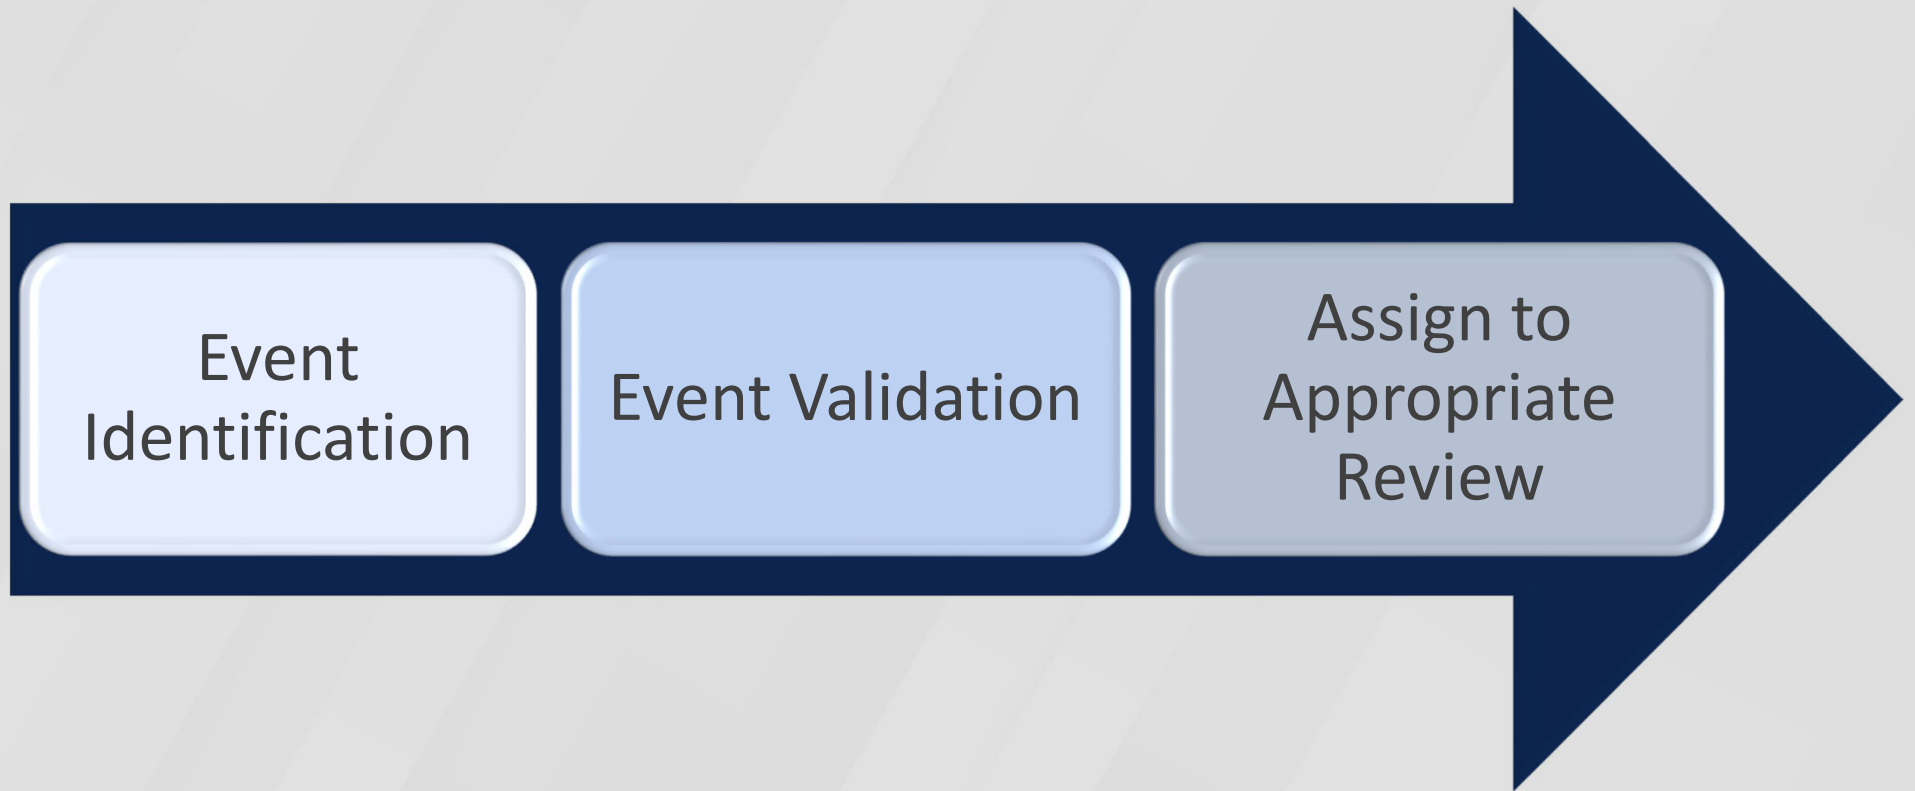 Event
Identification
Event Validation
Assign to
Appropriate
Review